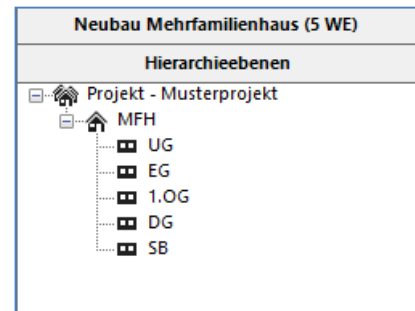 Neubau Mehrfamilienhaus (5 WE)
Hierarchieebenen
Projekt - Musterprojekt
MFH
UG
EG
1.OG
DG
SB